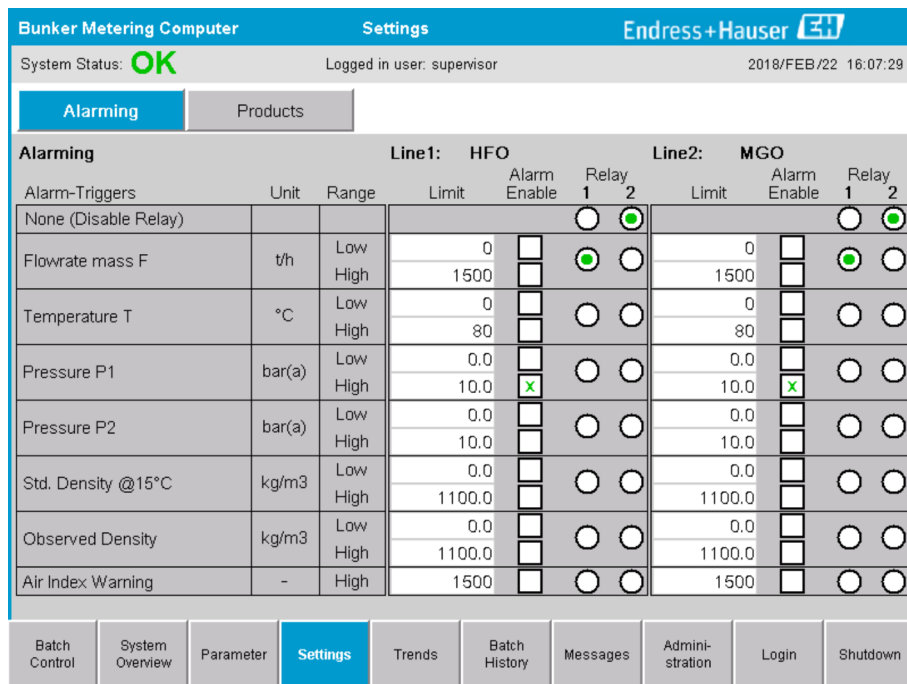 Bunker Metering Computer Settings Endress+Hauser EH
System Status: OK Logged in user: supervisor 2018/FEB/22 16:07:29
Alarming Products
Alarming Line1: HFO Line2: MGO
Alarm-Triggers Unit Range Limit Alarm Enable Relay 1 2 Limit Alarm Enable Relay 1 2
None (Disable Relay)
Flowrate mass F t/h Low 0 0
High 1500 1500
Temperature T °C Low 0 0
High 80 80
Pressure P1 bar(a) Low 0.0 0.0
High 10.0 x 10.0 x
Pressure P2 bar(a) Low 0.0 0.0
High 10.0 10.0
Std. Density @15°C kg/m3 Low 0.0 0.0
High 1100.0 1100.0
Observed Density kg/m3 Low 0.0 0.0
High 1100.0 1100.0
Air Index Warning - High 1500 1500
Batch Control System Overview Parameter Settings Trends Batch History Messages Admini-stration Login Shutdown